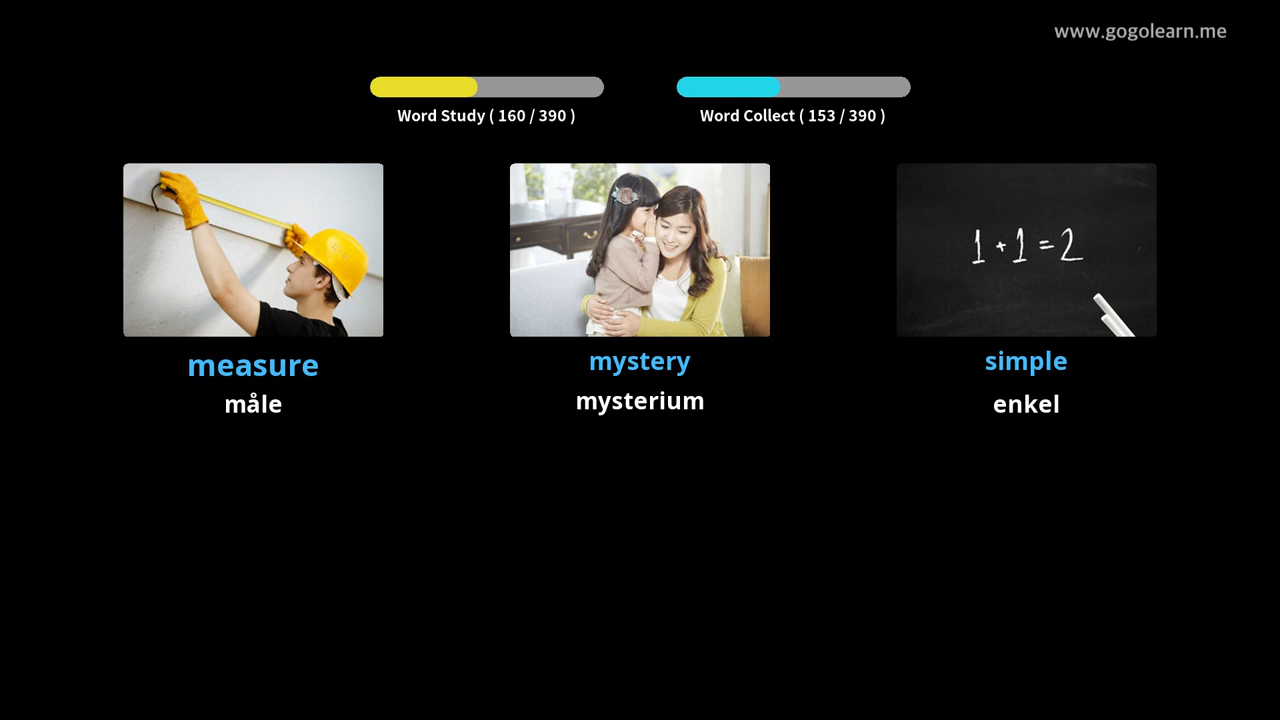 www.gogolearn.me
Word Study ( 160 / 390 )
Word Collect ( 153 / 390 )
1 + 1 = 2
measure
måle
mystery
mysterium
simple
enkel